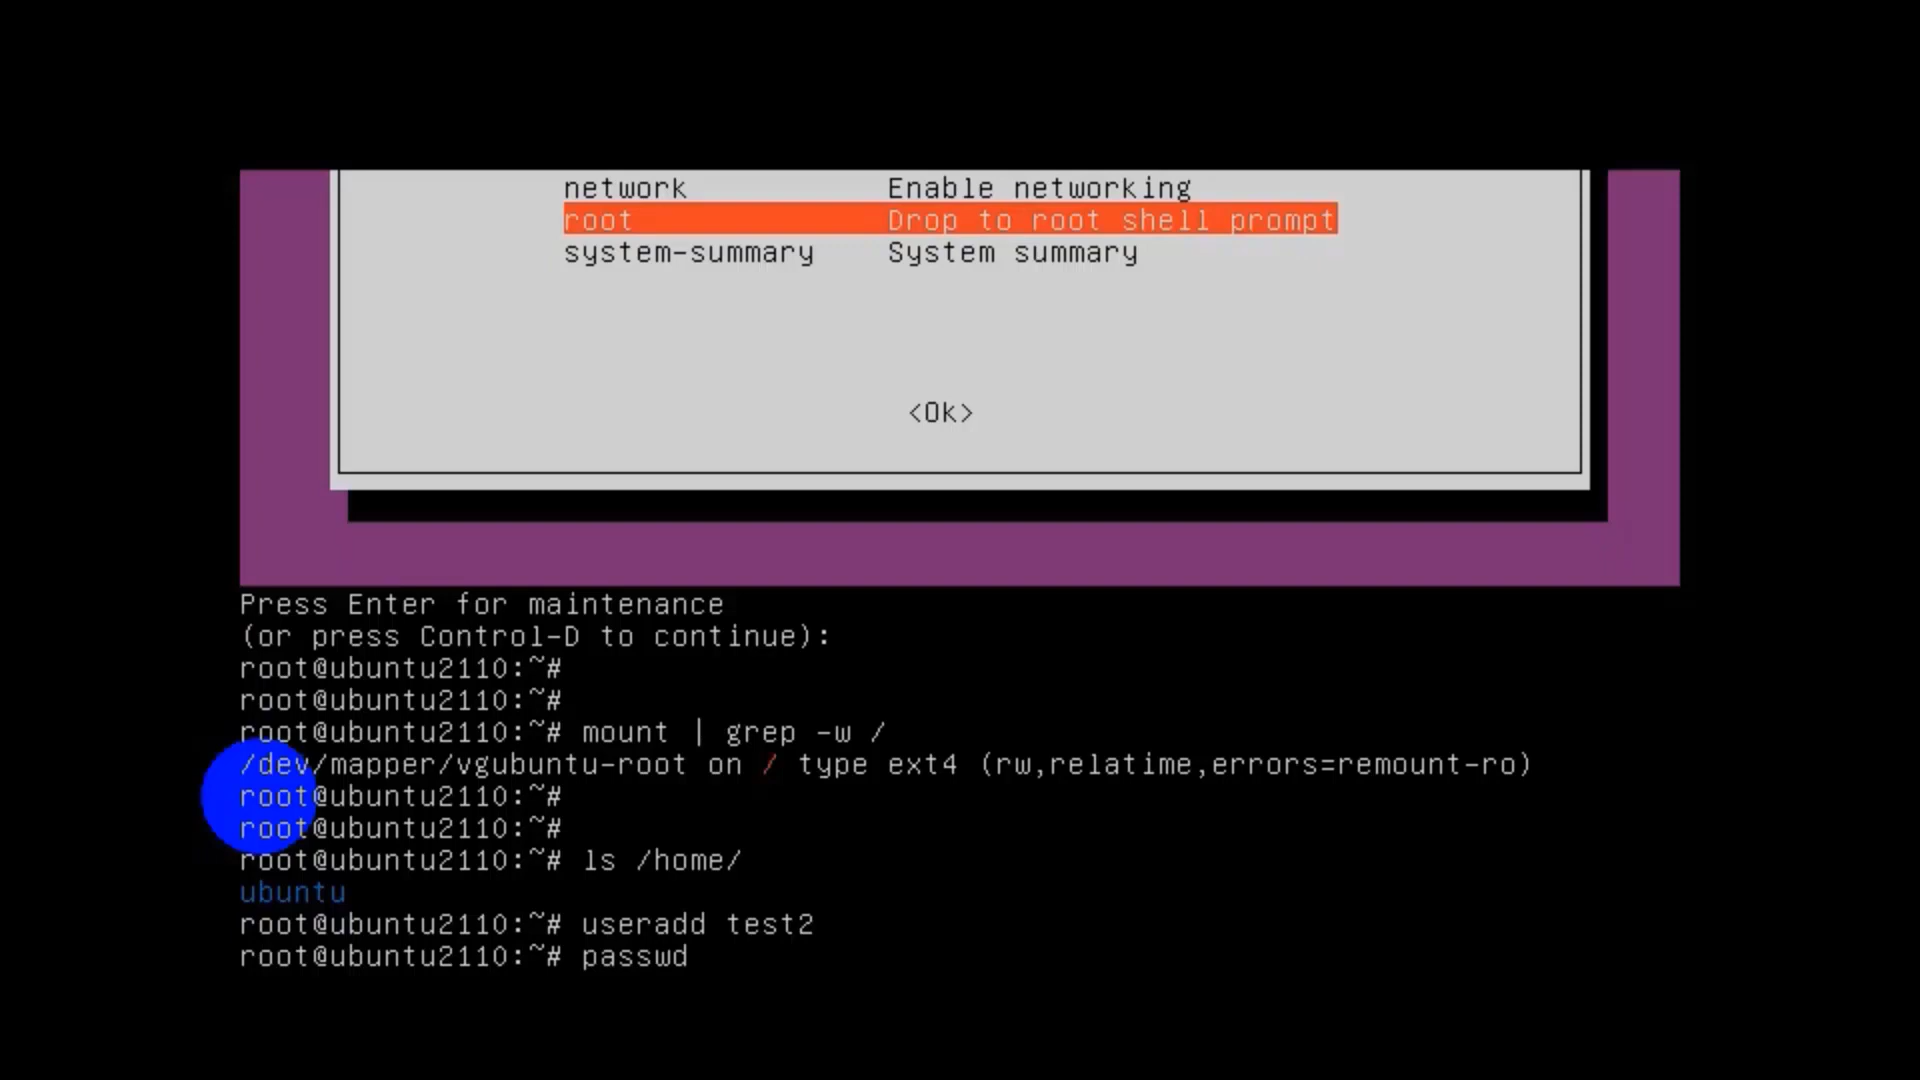 network Enable networking
root Drop to root shell prompt
system-summary System summary
<Ok>
Press Enter for maintenance
(or press Control-D to continue):
root@ubuntu2110:~#
root@ubuntu2110:~#
root@ubuntu2110:~# mount | grep -w /
/dev/mapper/vgubuntu-root on / type ext4 (rw,relatime,errors=remount-ro)
root@ubuntu2110:~#
root@ubuntu2110:~#
root@ubuntu2110:~# ls /home/
ubuntu
root@ubuntu2110:~# useradd test2
root@ubuntu2110:~# passwd